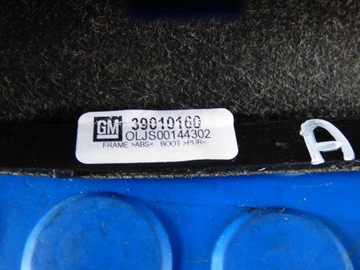 GM 39010160
OLJS00144302
FRAME >ABS< BOOT >PUR<
A